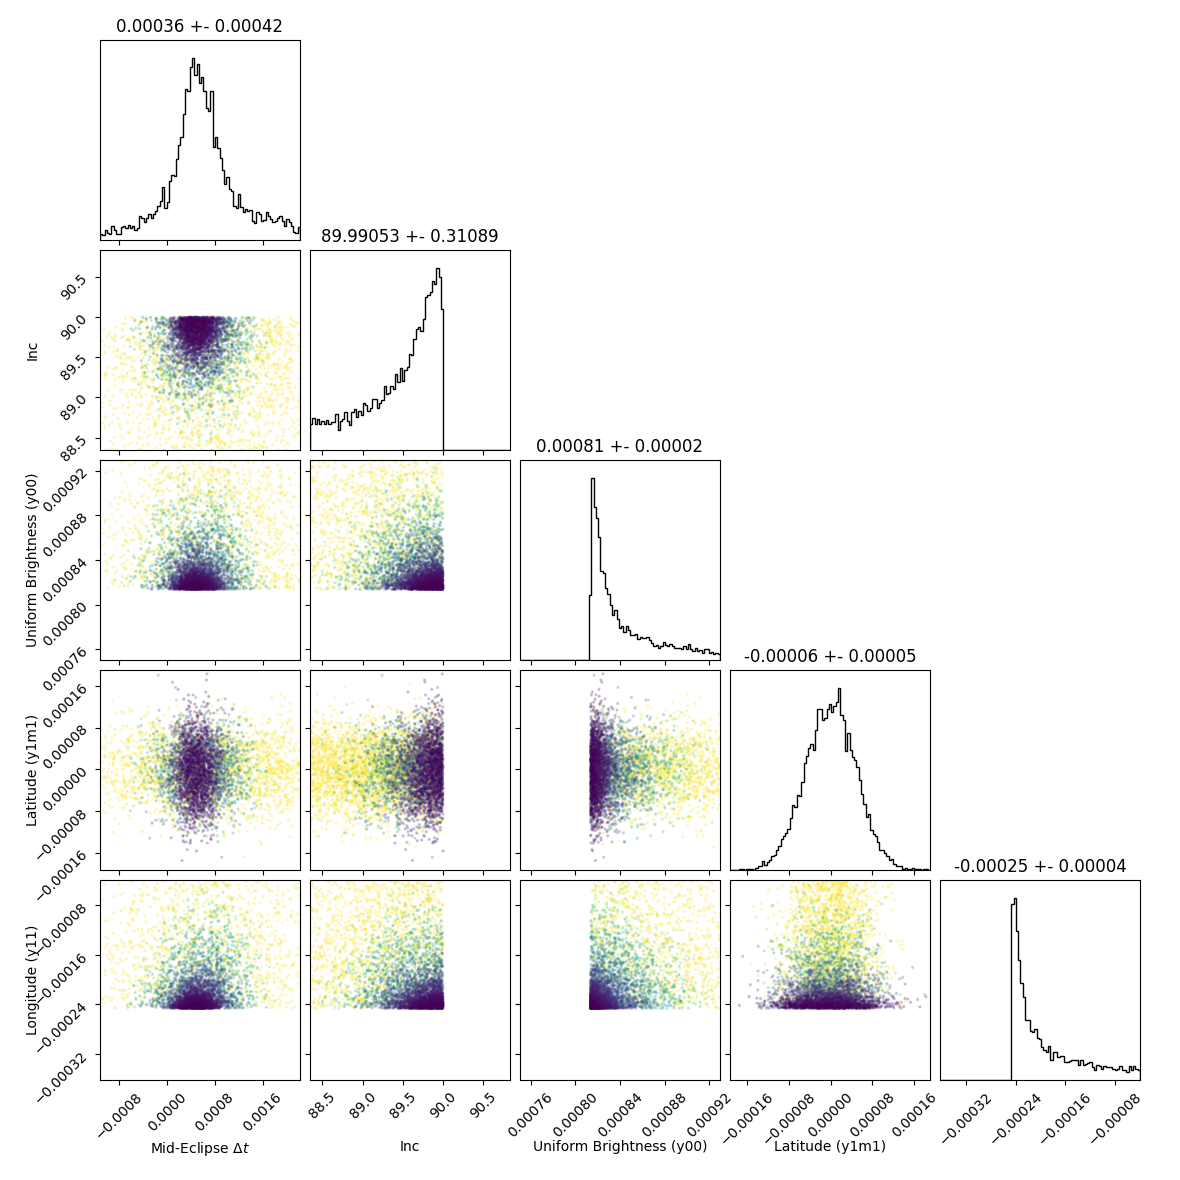 0.00036 +- 0.00042
89.99053 +- 0.31089
90.5
90.0
89.5
89.0
88.5
Inc
0.00081 +- 0.00002
0.00092
0.00088
0.00084
0.00080
0.00076
Uniform Brightness (y00)
-0.00006 +- 0.00005
0.00016
0.00008
0.00000
−0.00008
−0.00016
Latitude (y1m1)
-0.00025 +- 0.00004
−0.00008
−0.00016
−0.00024
−0.00032
Longitude (y11)
−0.0008 0.0000 0.0008 0.0016
88.5 89.0 89.5 90.0 90.5
0.00076 0.00080 0.00084 0.00088 0.00092
−0.00016 −0.00008 0.00000 0.00008 0.00016
−0.00032 −0.00024 −0.00016 −0.00008
Mid-Eclipse Δt
Inc
Uniform Brightness (y00)
Latitude (y1m1)